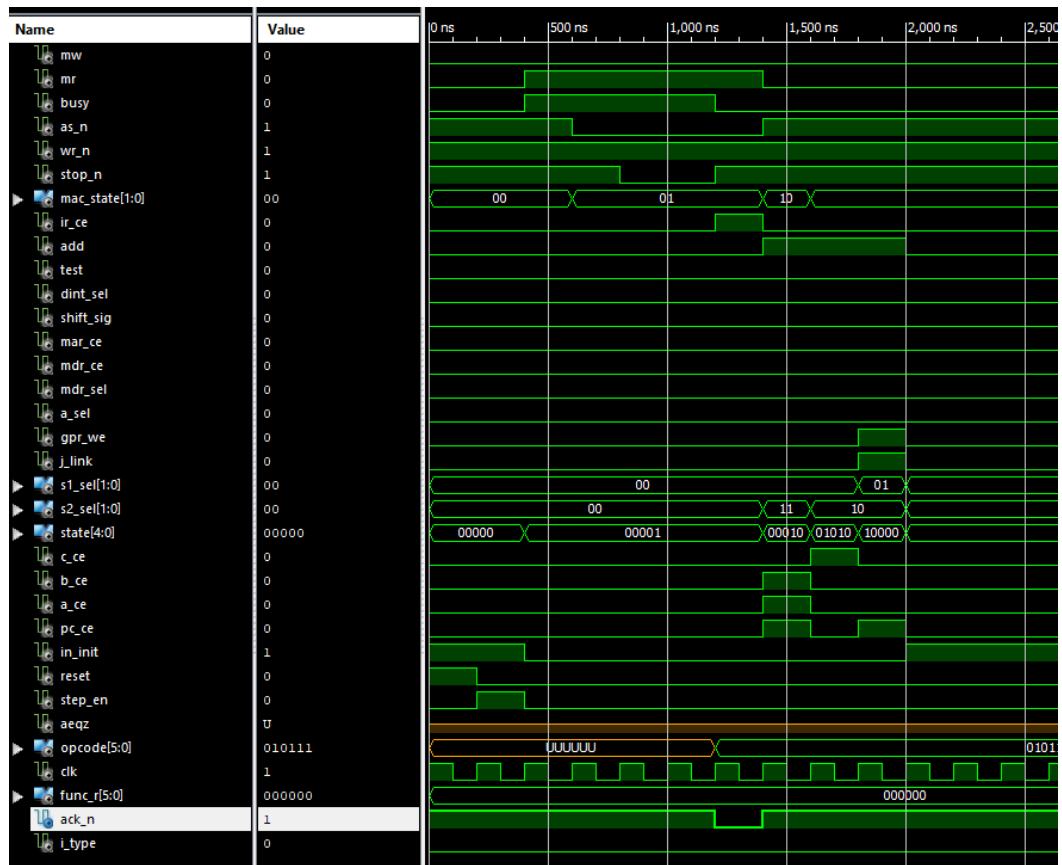 Name Value 0 ns 500 ns 1,000 ns 1,500 ns 2,000 ns 2,500
mw 0
mr 0
busy 0
as_n 1
wr_n 1
stop_n 1
mac_state[1:0] 00 00 01 10
ir_ce 0
add 0
test 0
dint_sel 0
shift_sig 0
mar_ce 0
mdr_ce 0
mdr_sel 0
a_sel 0
gpr_we 0
j_link 0
s1_sel[1:0] 00 00 01
s2_sel[1:0] 00 00 11 10
state[4:0] 00000 00000 00001 00010 01010 10000
c_ce 0
b_ce 0
a_ce 0
pc_ce 0
in_init 1
reset 0
step_en 0
aeqz U
opcode[5:0] 010111 UUUUUU 0101
clk 1
func_r[5:0] 000000 000000
ack_n 1
i_type 0